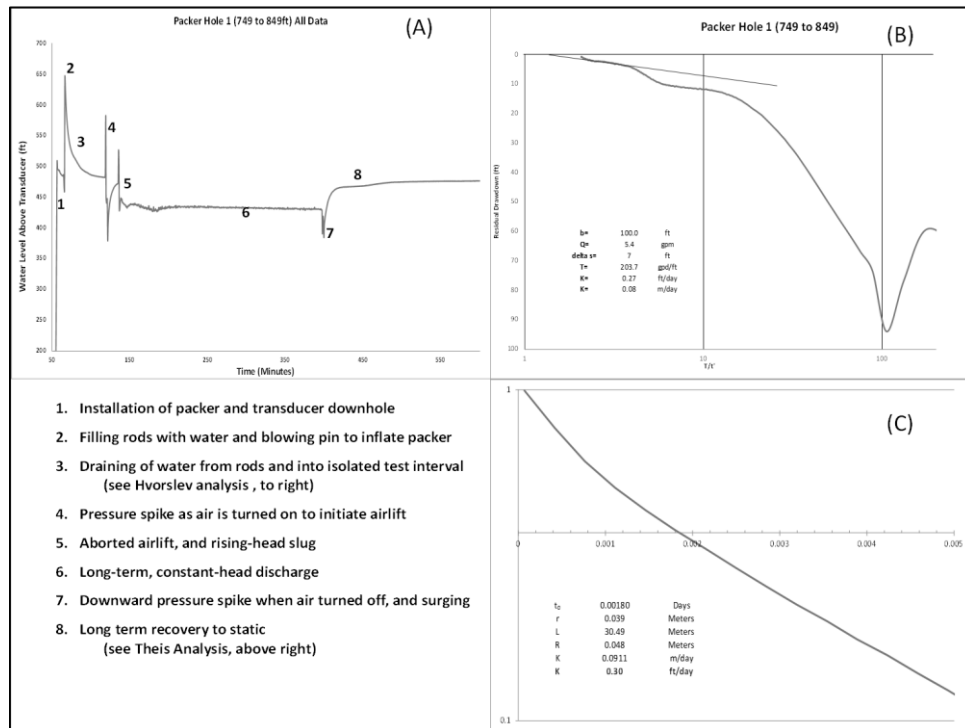 Packer Hole 1 (749 to 849ft) All Data
(A)
Water Level Above Transducer (ft)
700
650
600
550
500
450
400
350
300
250
200
2
3
4
1
5
6
7
8
50
150
250
350
450
550
Time (Minutes)
Packer Hole 1 (749 to 849)
(B)
Residual Drawdown (ft)
0
10
20
30
40
50
60
70
80
90
100
b= 100.0 ft
Q= 5.4 gpm
delta s= 7 ft
T= 203.7 gpd/ft
K= 0.27 ft/day
K= 0.08 m/day
1
10
100
T/t'
1. Installation of packer and transducer downhole
2. Filling rods with water and blowing pin to inflate packer
3. Draining of water from rods and into isolated test interval
(see Hvorslev analysis , to right)
4. Pressure spike as air is turned on to initiate airlift
5. Aborted airlift, and rising-head slug
6. Long-term, constant-head discharge
7. Downward pressure spike when air turned off, and surging
8. Long term recovery to static
(see Theis Analysis, above right)
(C)
1
0
0.001
0.002
0.003
0.004
0.005
t₀ 0.00180 Days
r 0.039 Meters
L 30.49 Meters
R 0.048 Meters
K 0.0911 m/day
K 0.30 ft/day
0.1